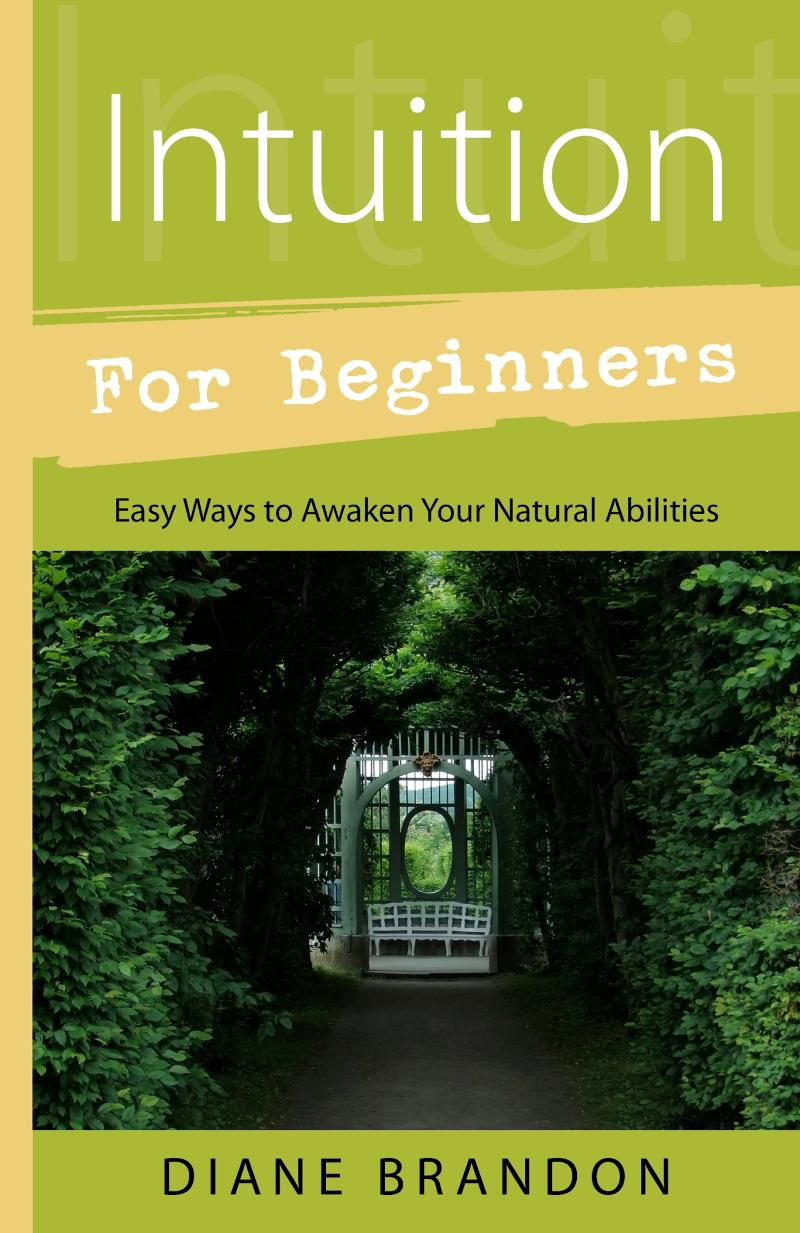 Intuition
For Beginners
Easy Ways to Awaken Your Natural Abilities
DIANE BRANDON